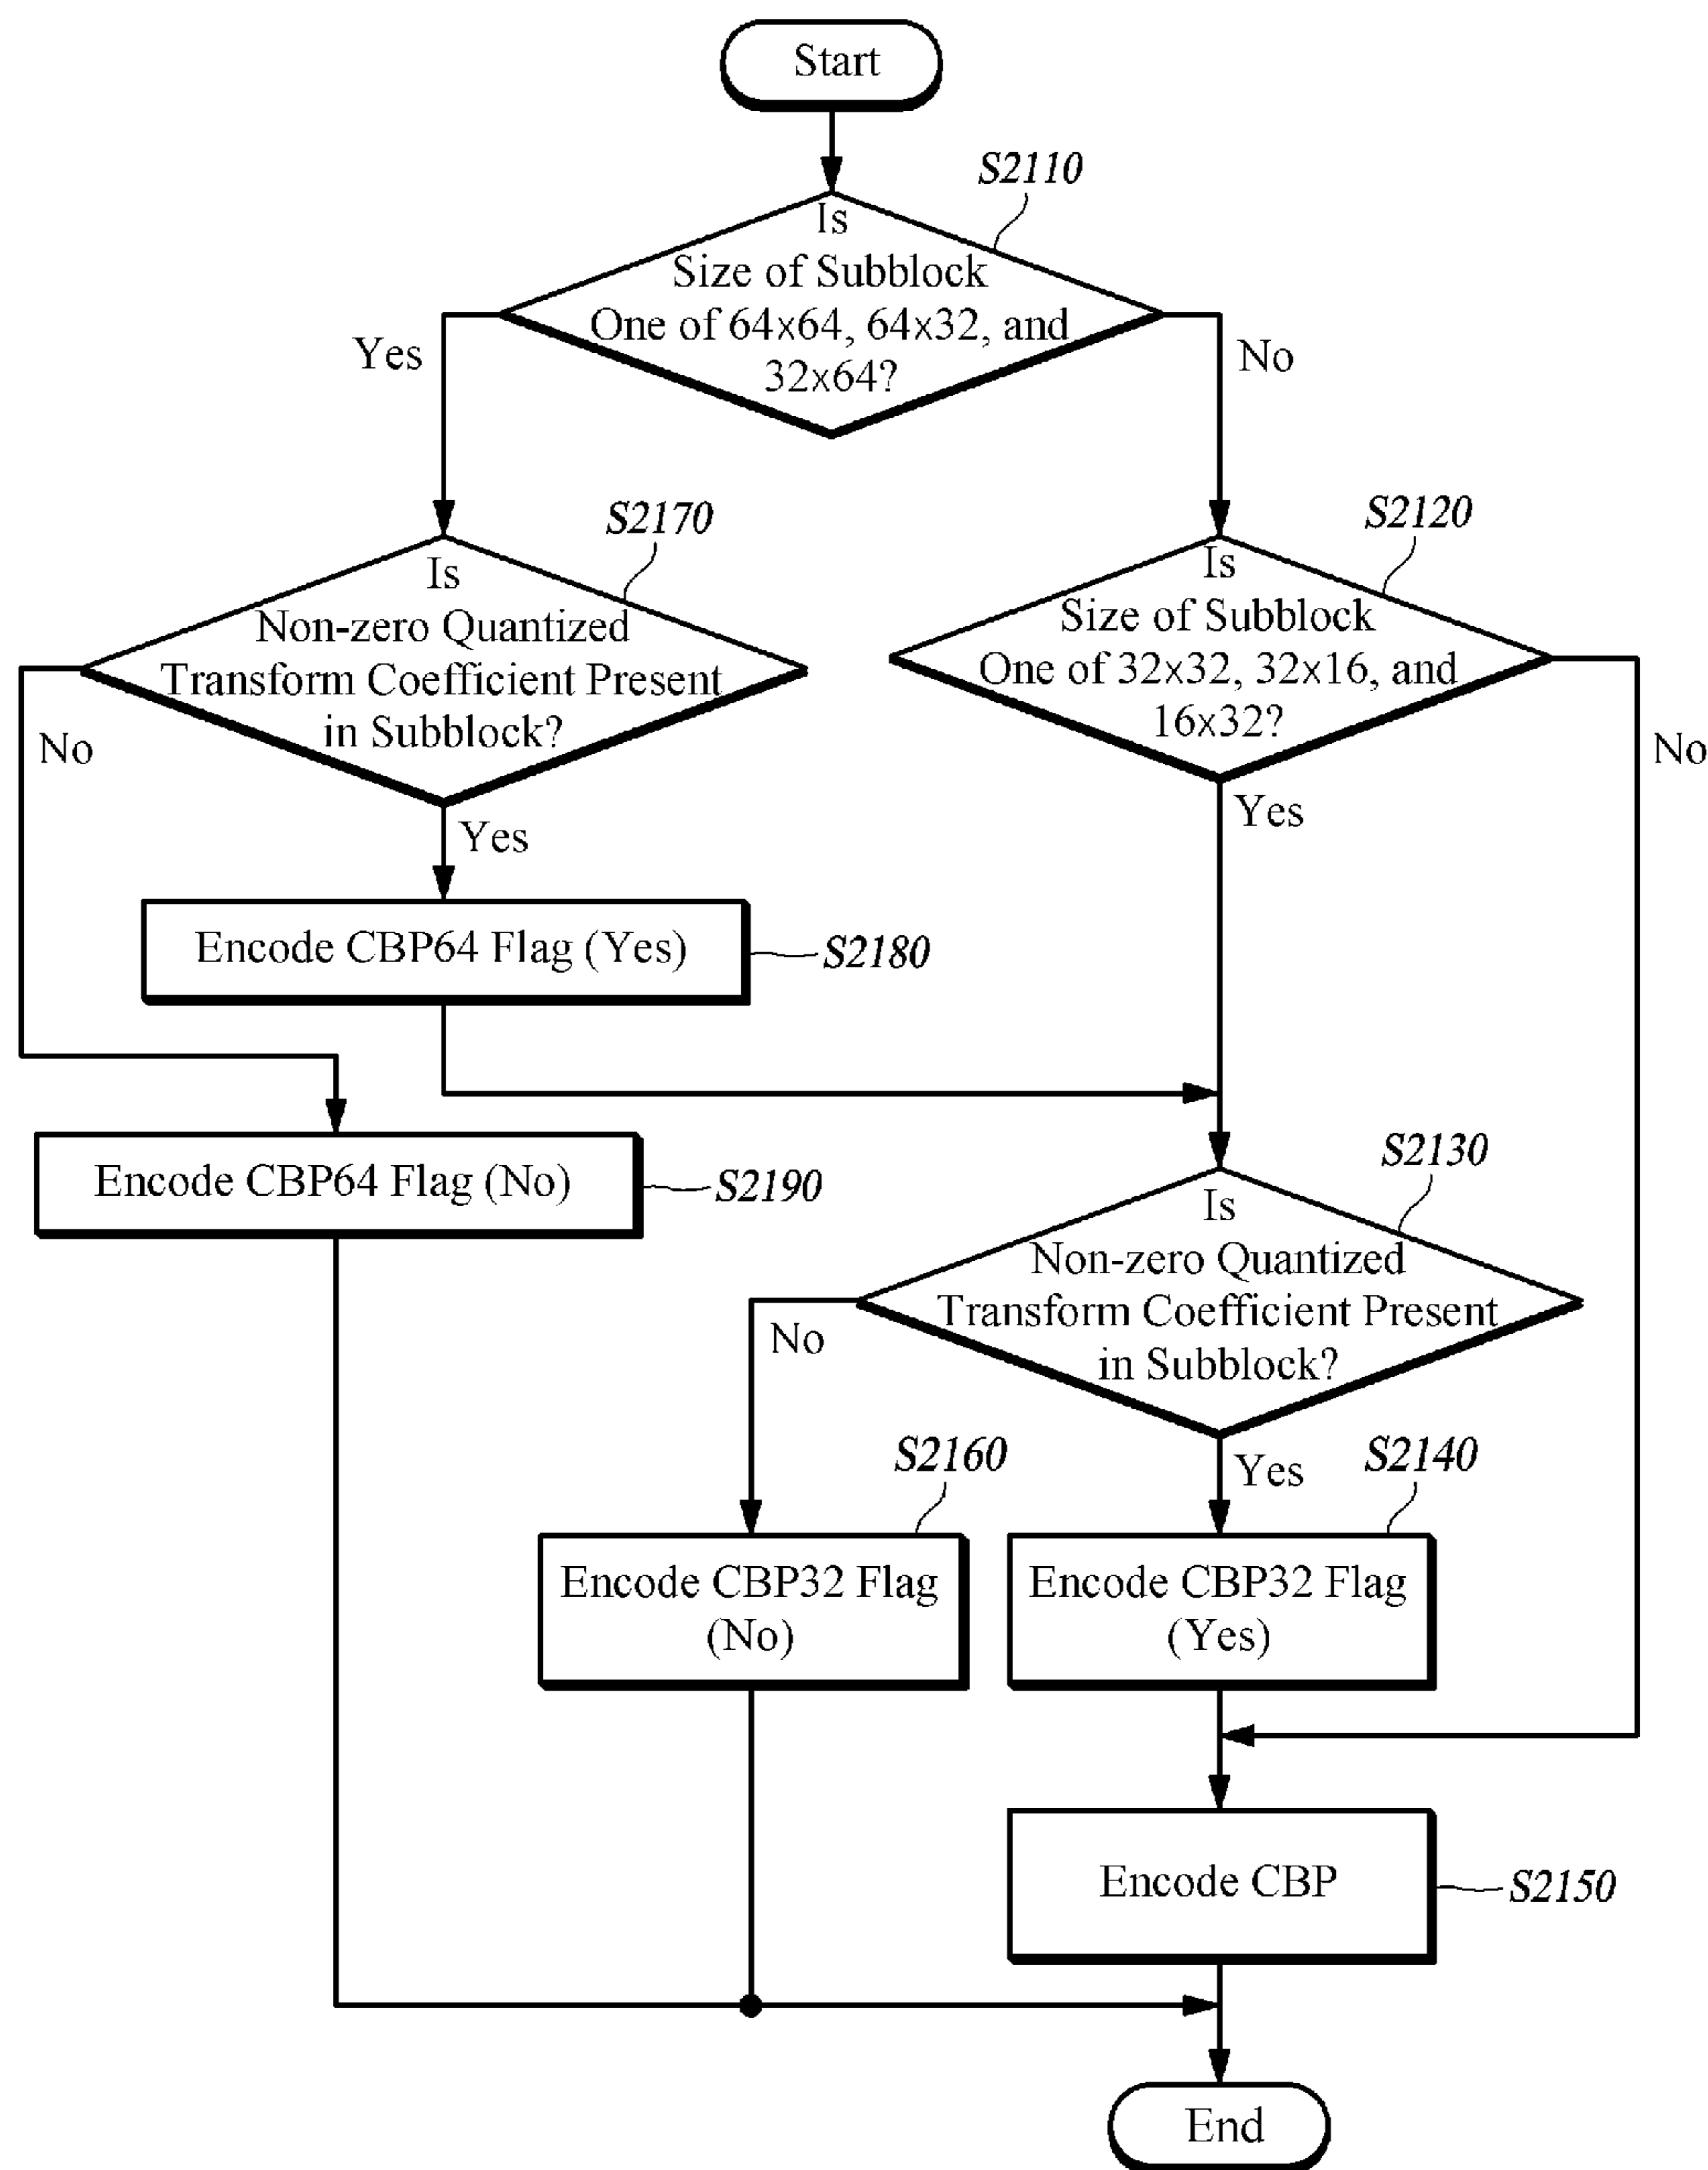 Start
S2110
Is
Size of Subblock
One of 64x64, 64x32, and
32x64?
Yes
No
S2170
S2120
Is
Non-zero Quantized
Transform Coefficient Present
in Subblock?
Is
Size of Subblock
One of 32x32, 32x16, and
16x32?
No
No
Yes
Yes
Encode CBP64 Flag (Yes)
S2180
Encode CBP64 Flag (No)
S2190
S2130
Is
Non-zero Quantized
Transform Coefficient Present
in Subblock?
No
Yes
S2160
S2140
Encode CBP32 Flag
(No)
Encode CBP32 Flag
(Yes)
Encode CBP
S2150
End